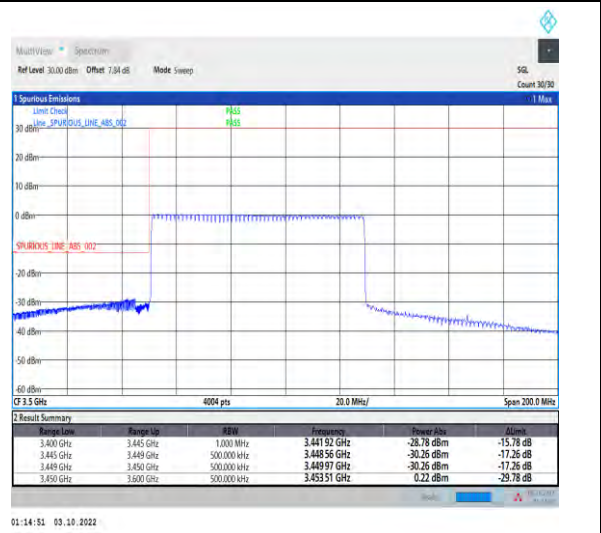 MultiView Spectrum
Ref Level 30.00 dBm Offset 7.84 dB Mode Sweep SGL
Count 30/30
1 Spurious Emissions 1 Max
Limit Check PASS
Line _SPURIOUS_LINE_ABS_002 PASS
30 dBm
20 dBm
10 dBm
0 dBm
SPURIOUS_LINE_ABS_002
-20 dBm
-30 dBm
-40 dBm
-50 dBm
-60 dBm
CF 3.5 GHz 4004 pts 20.0 MHz/ Span 200.0 MHz
2 Result Summary
Range Low Range Up RBW Frequency Power Abs ΔLimit
3.400 GHz 3.445 GHz 1.000 MHz 3.441 92 GHz -28.78 dBm -15.78 dB
3.445 GHz 3.449 GHz 500.000 kHz 3.448 56 GHz -30.26 dBm -17.26 dB
3.449 GHz 3.450 GHz 500.000 kHz 3.449 97 GHz -30.26 dBm -17.26 dB
3.450 GHz 3.600 GHz 500.000 kHz 3.453 51 GHz 0.22 dBm -29.78 dB
Ready
01:14:51 03.10.2022